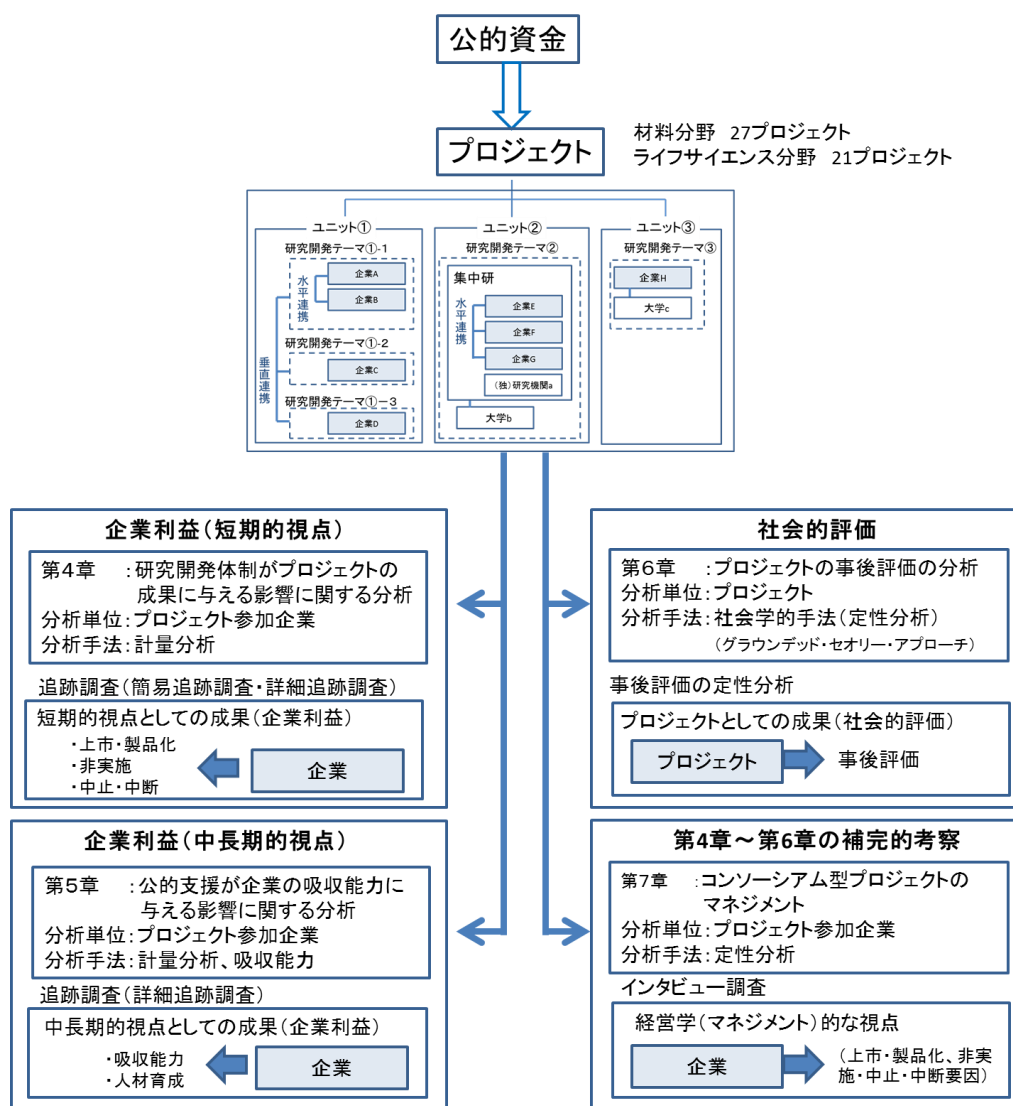 公的資金
プロジェクト
材料分野 27プロジェクト
ライフサイエンス分野 21プロジェクト
ユニット①
研究開発テーマ①-1
水平連携
企業A
企業B
垂直連携
研究開発テーマ①-2
企業C
研究開発テーマ①－3
企業D
ユニット②
研究開発テーマ②
集中研
水平連携
企業E
企業F
企業G
（独）研究機関a
大学b
ユニット③
研究開発テーマ③
企業H
大学c
企業利益（短期的視点）
第4章 ：研究開発体制がプロジェクトの
成果に与える影響に関する分析
分析単位：プロジェクト参加企業
分析手法：計量分析
追跡調査（簡易追跡調査・詳細追跡調査）
短期的視点としての成果（企業利益）
・上市・製品化
・非実施
・中止・中断
企業
社会的評価
第6章 ：プロジェクトの事後評価の分析
分析単位：プロジェクト
分析手法：社会学的手法（定性分析）
（グラウンデッド・セオリー・アプローチ）
事後評価の定性分析
プロジェクトとしての成果（社会的評価）
プロジェクト
事後評価
企業利益（中長期的視点）
第5章 ：公的支援が企業の吸収能力に
与える影響に関する分析
分析単位：プロジェクト参加企業
分析手法：計量分析、吸収能力
追跡調査（詳細追跡調査）
中長期的視点としての成果（企業利益）
・吸収能力
・人材育成
企業
第4章～第6章の補完的考察
第7章 ：コンソーシアム型プロジェクトの
マネジメント
分析単位：プロジェクト参加企業
分析手法：定性分析
インタビュー調査
経営学（マネジメント）的な視点
企業
（上市・製品化、非実
施・中止・中断要因）